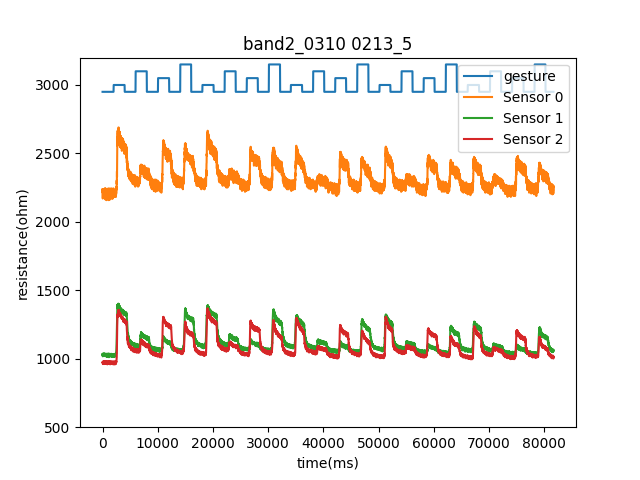 band2_0310 0213_5
gesture
Sensor 0
Sensor 1
Sensor 2
resistance(ohm)
3000
2500
2000
1500
1000
500
0
10000
20000
30000
40000
50000
60000
70000
80000
time(ms)